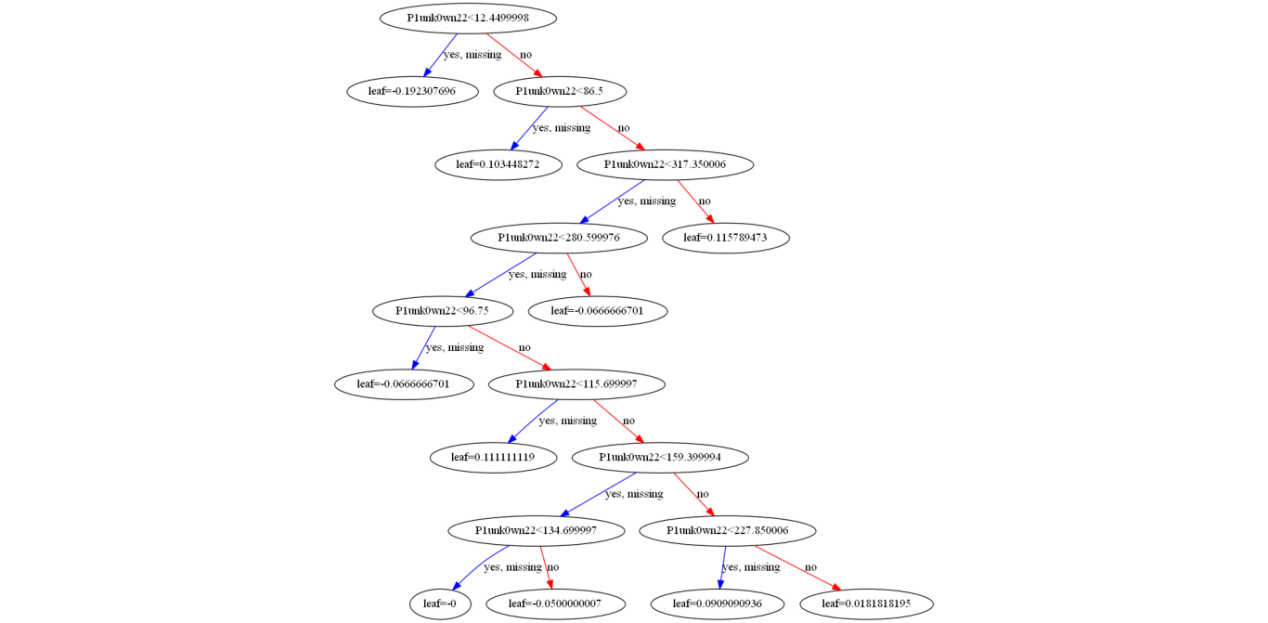 P1unk0wn22<12.4499998
yes, missing
no
leaf=-0.192307696
P1unk0wn22<86.5
yes, missing
no
leaf=0.103448272
P1unk0wn22<317.350006
yes, missing
no
P1unk0wn22<280.599976
leaf=0.115789473
yes, missing
no
P1unk0wn22<96.75
leaf=-0.0666666701
yes, missing
no
leaf=-0.0666666701
P1unk0wn22<115.699997
yes, missing
no
leaf=0.111111119
P1unk0wn22<159.399994
yes, missing
no
P1unk0wn22<134.699997
P1unk0wn22<227.850006
yes, missing
no
yes, missing
no
leaf=-0
leaf=-0.0500000007
leaf=0.0909090936
leaf=0.0181818195